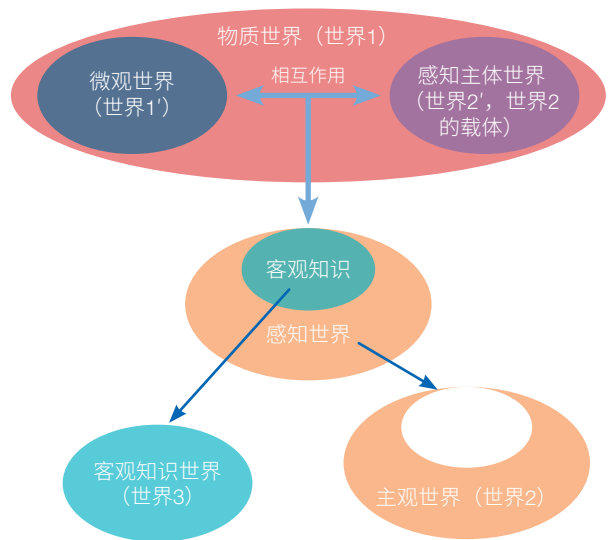 物质世界（世界1）
微观世界
（世界1′）
相互作用
感知主体世界
（世界2′，世界2
的载体）
客观知识
感知世界
客观知识世界
（世界3）
主观世界（世界2）